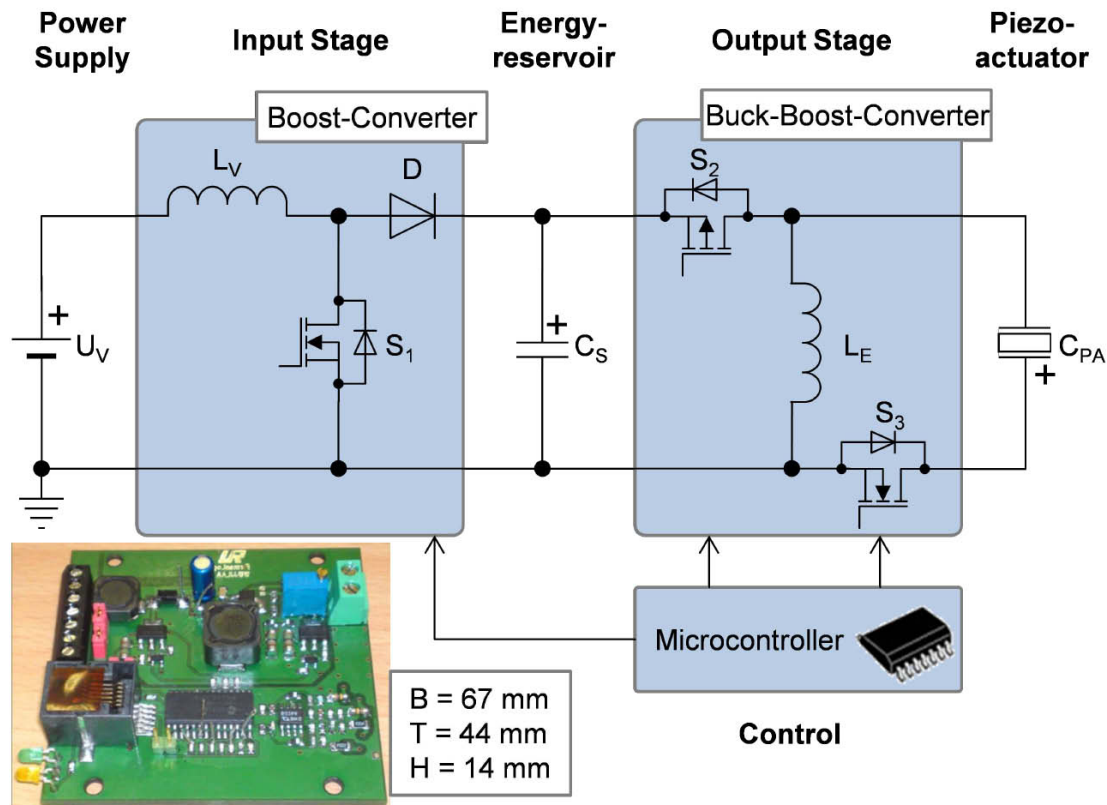 Power
Supply
Input Stage
Energy-
reservoir
Output Stage
Piezo-
actuator
Boost-Converter
Buck-Boost-Converter
L_V
D
S_2
+
U_V
S_1
+
C_S
L_E
C_PA
+
S_3
Microcontroller
B = 67 mm
T = 44 mm
H = 14 mm
Control